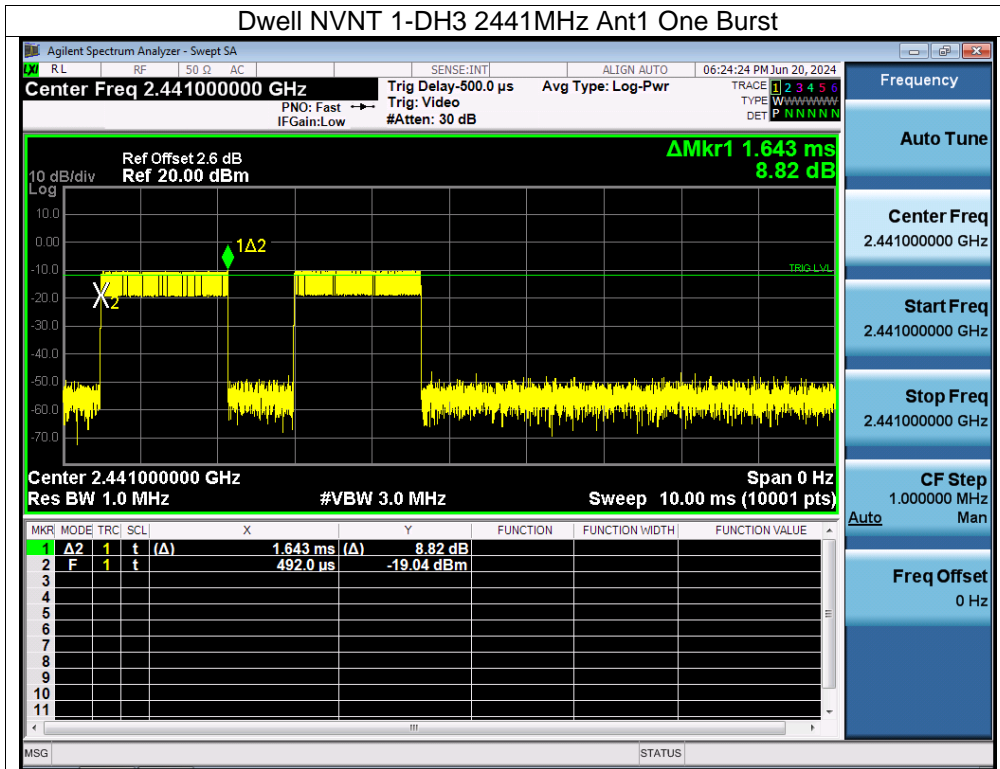 Dwell NVNT 1-DH3 2441MHz Ant1 One Burst
Agilent Spectrum Analyzer - Swept SA
LXI RL RF 50 Ω AC SENSE:INT ALIGN AUTO 06:24:24 PM Jun 20, 2024
Center Freq 2.441000000 GHz
PNO: Fast
IFGain:Low
Trig Delay-500.0 µs
Trig: Video
#Atten: 30 dB
Avg Type: Log-Pwr
TRACE 1 2 3 4 5 6
TYPE WWWWWW
DET P N N N N N
Frequency
Auto Tune
Center Freq
2.441000000 GHz
Start Freq
2.441000000 GHz
Stop Freq
2.441000000 GHz
CF Step
1.000000 MHz
Auto Man
Freq Offset
0 Hz
ΔMkr1 1.643 ms
8.82 dB
Ref Offset 2.6 dB
10 dB/div Ref 20.00 dBm
Log
10.0
0.00
-10.0
-20.0
-30.0
-40.0
-50.0
-60.0
-70.0
1Δ2
X2
TRIG LVL
Center 2.441000000 GHz Span 0 Hz
Res BW 1.0 MHz #VBW 3.0 MHz Sweep 10.00 ms (10001 pts)
MKR MODE TRC SCL X Y FUNCTION FUNCTION WIDTH FUNCTION VALUE
1 Δ2 1 t (Δ) 1.643 ms (Δ) 8.82 dB
2 F 1 t 492.0 µs -19.04 dBm
3
4
5
6
7
8
9
10
11
MSG STATUS